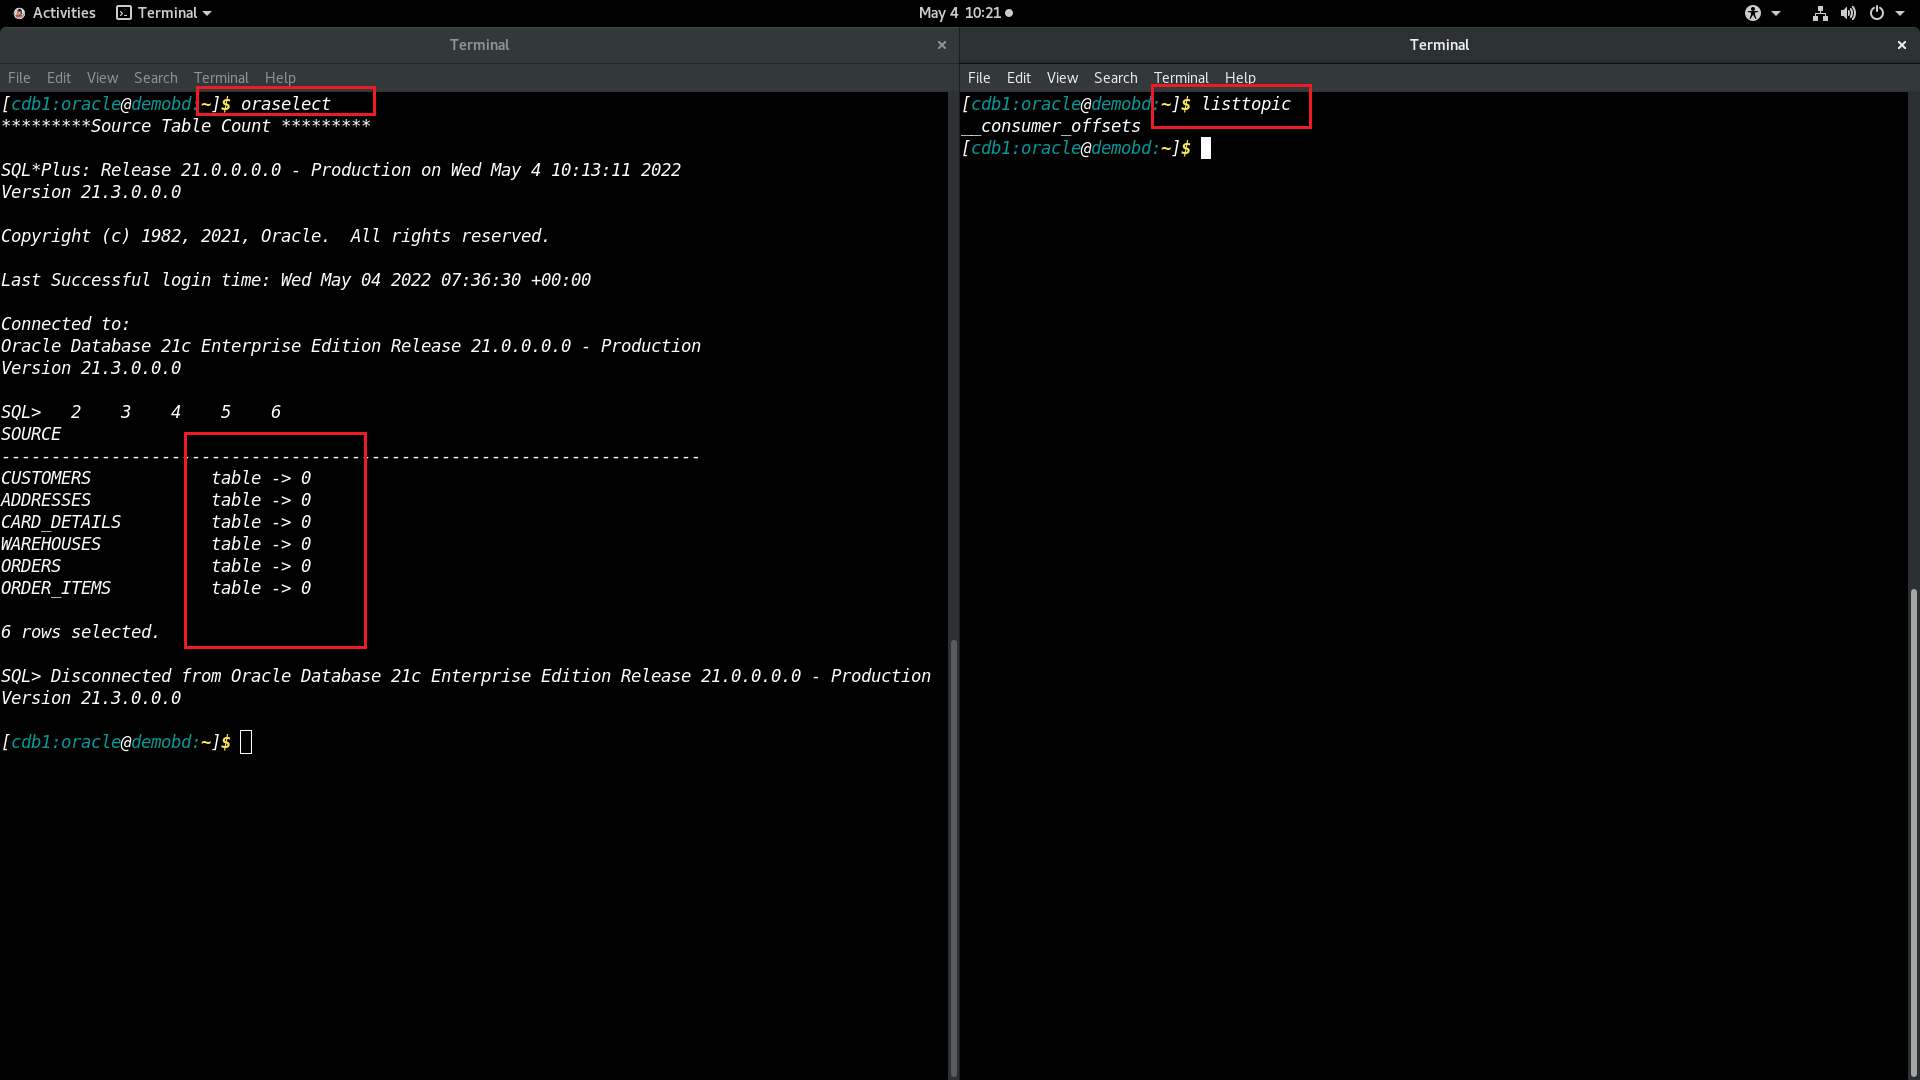 Activities Terminal May 4 10:21
Terminal
File Edit View Search Terminal Help
[cdb1:oracle@demobd:~]$ oraselect
*********Source Table Count *********
SQL*Plus: Release 21.0.0.0.0 - Production on Wed May 4 10:13:11 2022
Version 21.3.0.0.0
Copyright (c) 1982, 2021, Oracle.  All rights reserved.
Last Successful login time: Wed May 04 2022 07:36:30 +00:00
Connected to:
Oracle Database 21c Enterprise Edition Release 21.0.0.0.0 - Production
Version 21.3.0.0.0
SQL>   2    3    4    5    6
SOURCE
----------------------------------------------------------------------
CUSTOMERS            table -> 0
ADDRESSES            table -> 0
CARD_DETAILS         table -> 0
WAREHOUSES           table -> 0
ORDERS               table -> 0
ORDER_ITEMS          table -> 0
6 rows selected.
SQL> Disconnected from Oracle Database 21c Enterprise Edition Release 21.0.0.0.0 - Production
Version 21.3.0.0.0
[cdb1:oracle@demobd:~]$
Terminal
File Edit View Search Terminal Help
[cdb1:oracle@demobd:~]$ listtopic
__consumer_offsets
[cdb1:oracle@demobd:~]$